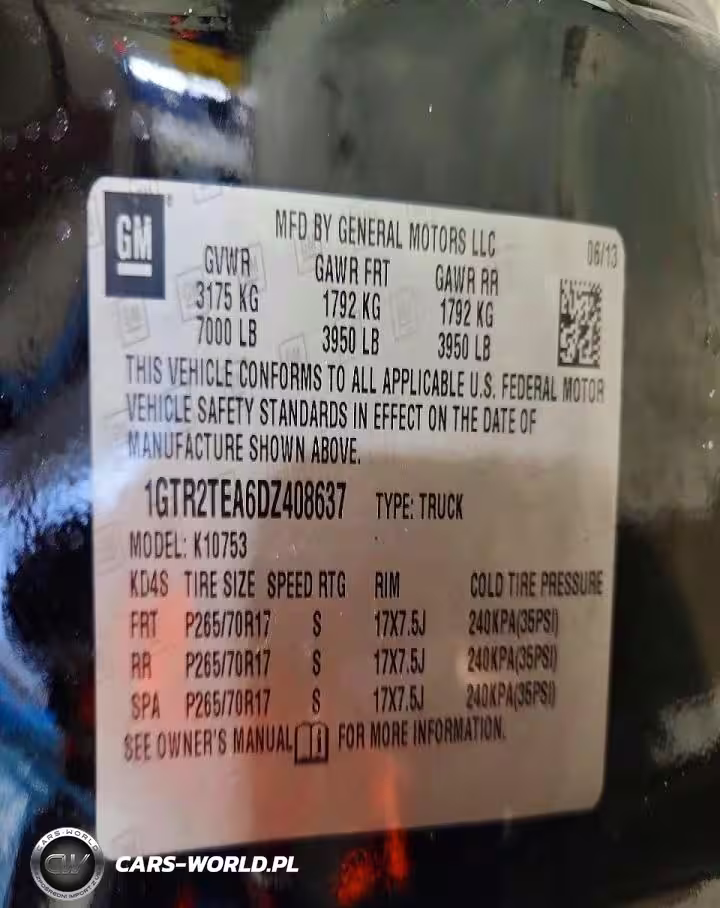 GM
MFD BY GENERAL MOTORS LLC
06/13
GVWR GAWR FRT GAWR RR
3175 KG 1792 KG 1792 KG
7000 LB 3950 LB 3950 LB
THIS VEHICLE CONFORMS TO ALL APPLICABLE U.S. FEDERAL MOTOR
VEHICLE SAFETY STANDARDS IN EFFECT ON THE DATE OF
MANUFACTURE SHOWN ABOVE.
1GTR2TEA6DZ408637 TYPE: TRUCK
MODEL: K10753
KD4S TIRE SIZE SPEED RTG RIM COLD TIRE PRESSURE
FRT P265/70R17 S 17X7.5J 240KPA(35PSI)
RR P265/70R17 S 17X7.5J 240KPA(35PSI)
SPA P265/70R17 S 17X7.5J 240KPA(35PSI)
SEE OWNER'S MANUAL FOR MORE INFORMATION.
CARS-WORLD
CW
CARS-WORLD.PL